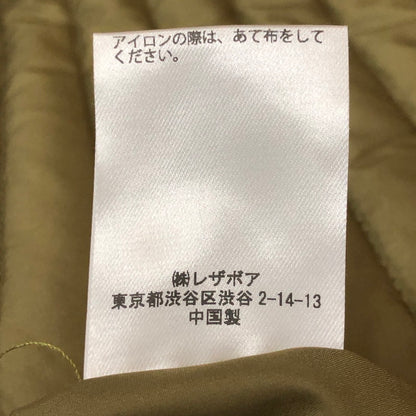 アイロンの際は、あて布をして
ください。
㈱レザボア
東京都渋谷区渋谷 2-14-13
中国製